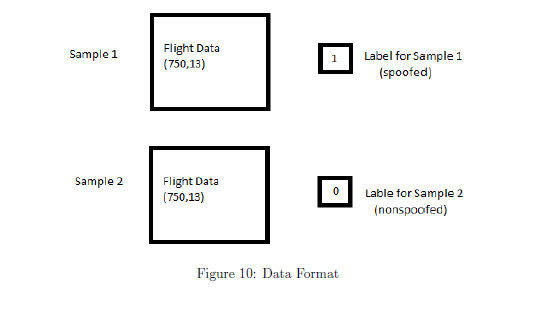 Sample 1
Flight Data
(750,13)
1
Label for Sample 1
(spoofed)
Sample 2
Flight Data
(750,13)
0
Lable for Sample 2
(nonspoofed)
Figure 10: Data Format